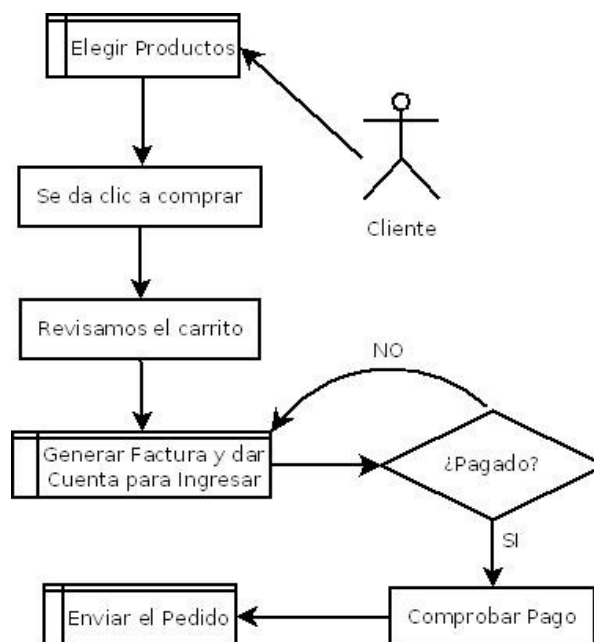 Elegir Productos
Se da clic a comprar
Cliente
Revisamos el carrito
NO
Generar Factura y dar
Cuenta para Ingresar
¿Pagado?
SI
Enviar el Pedido
Comprobar Pago